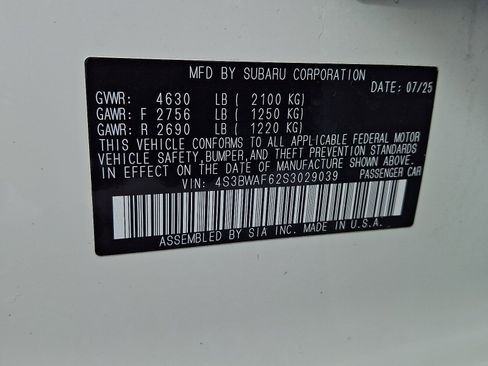 MFD BY SUBARU CORPORATION
DATE: 07/25
GVWR: 4630 LB ( 2100 KG)
GAWR: F 2756 LB ( 1250 KG)
GAWR: R 2690 LB ( 1220 KG)
THIS VEHICLE CONFORMS TO ALL APPLICABLE FEDERAL MOTOR
VEHICLE SAFETY, BUMPER, AND THEFT PREVENTION STANDARDS
IN EFFECT ON THE DATE OF MANUFACTURE SHOWN ABOVE.
VIN: 4S3BWAF62S3029039 PASSENGER CAR
ASSEMBLED BY SIA INC. MADE IN U.S.A.